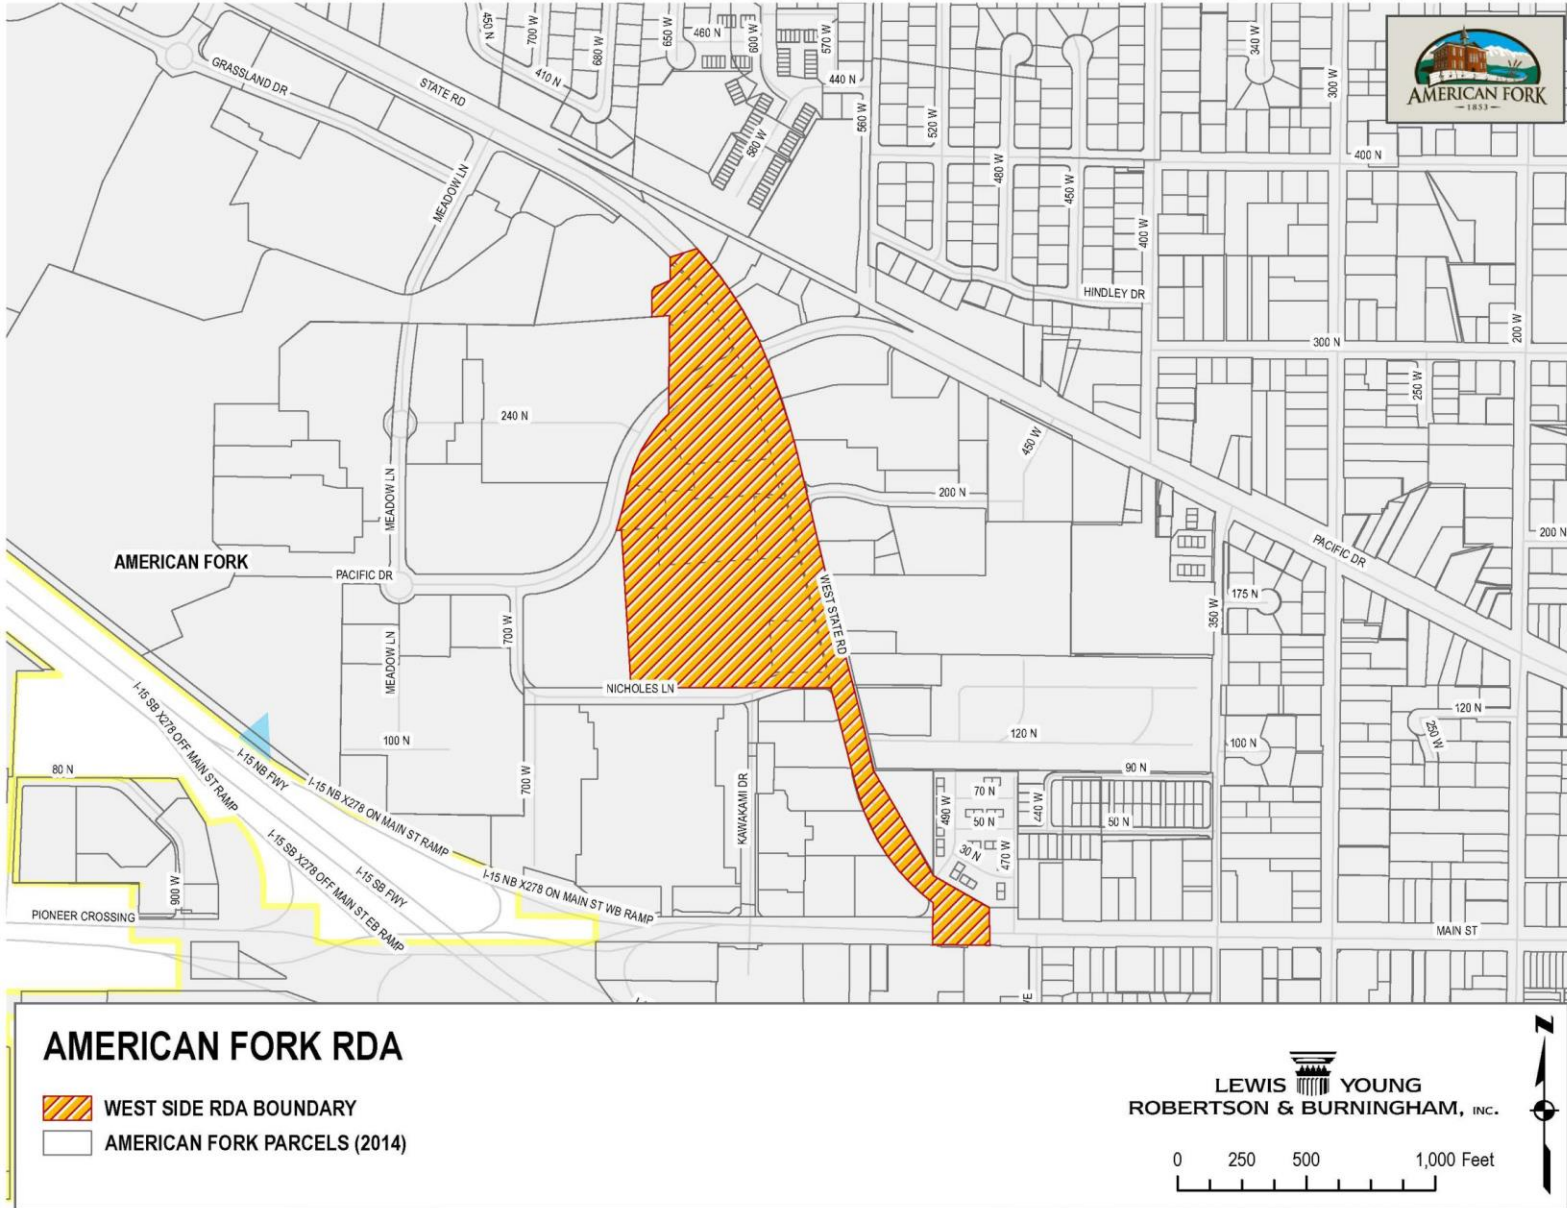 450 N
700 W
680 W
650 W
460 N
600 W
570 W
340 W
300 W
AMERICAN FORK
1853
GRASSLAND DR
STATE RD
410 N
440 N
560 W
520 W
580 W
480 W
450 W
400 W
400 N
MEADOW LN
HINDLEY DR
300 N
200 W
250 W
240 N
450 W
MEADOW LN
200 N
200 N
PACIFIC DR
AMERICAN FORK
PACIFIC DR
WEST STATE RD
175 N
350 W
700 W
MEADOW LN
NICHOLES LN
120 N
250 W
120 N
100 N
100 N
I-15 SB X278 OFF MAIN ST RAMP
I-15 NB FWY
80 N
I-15 NB X278 ON MAIN ST RAMP
700 W
KAWAKAMI DR
90 N
70 N
490 W
440 W
50 N
50 N
30 N
470 W
I-15 SB X278 OFF MAIN ST EB RAMP
I-15 SB FWY
I-15 NB X278 ON MAIN ST WB RAMP
900 W
PIONEER CROSSING
MAIN ST
AMERICAN FORK RDA
WEST SIDE RDA BOUNDARY
AMERICAN FORK PARCELS (2014)
LEWIS YOUNG
ROBERTSON & BURNINGHAM, INC.
N
0 250 500 1,000 Feet